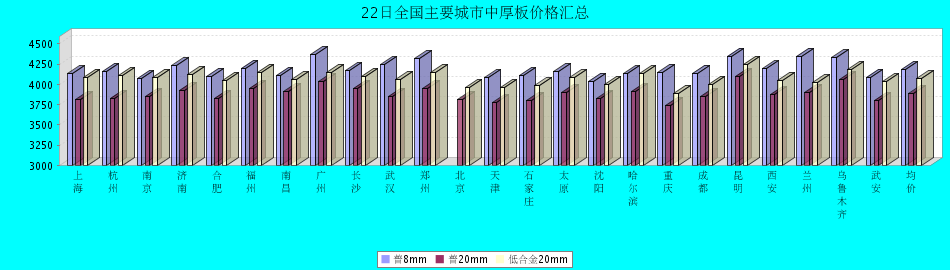 22日全国主要城市中厚板价格汇总
4500
4250
4000
3750
3500
3250
3000
上海
杭州
南京
济南
合肥
福州
南昌
广州
长沙
武汉
郑州
北京
天津
石家庄
太原
沈阳
哈尔滨
重庆
成都
昆明
西安
兰州
乌鲁木齐
武安
均价
普8mm
普20mm
低合金20mm